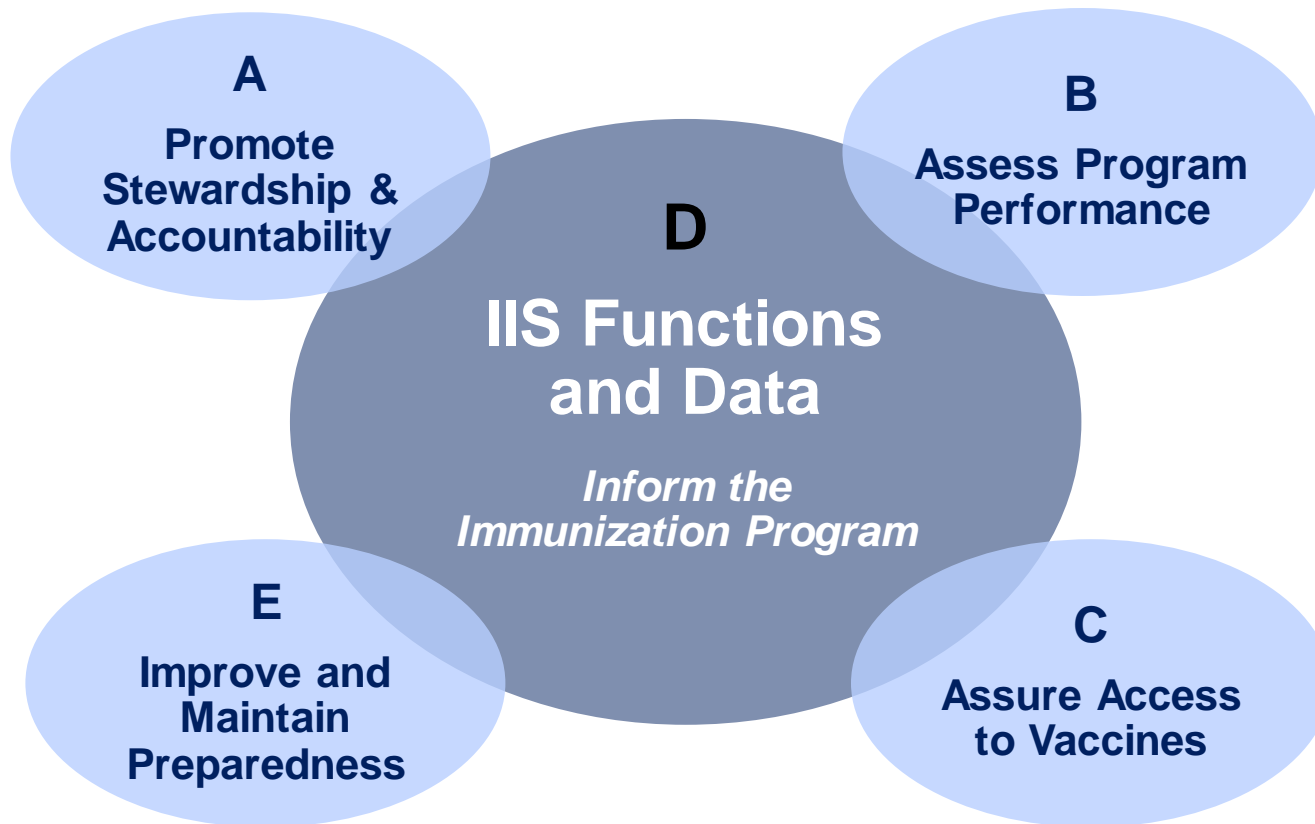 A
Promote
Stewardship &
Accountability
B
Assess Program
Performance
D
IIS Functions
and Data
Inform the
Immunization Program
E
Improve and
Maintain
Preparedness
C
Assure Access
to Vaccines